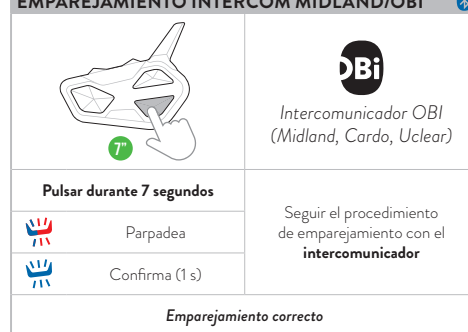 EMPAREJAMIENTO INTERCOM MIDLAND/OBI
OBi
Intercomunicador OBI
(Midland, Cardo, Uclear)
7"
Pulsar durante 7 segundos
Parpadea
Confirma (1 s)
Seguir el procedimiento
de emparejamiento con el
intercomunicador
Emparejamiento correcto